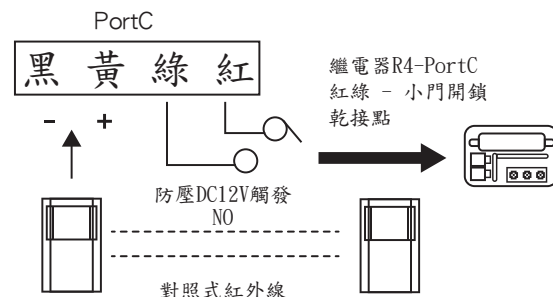 PortC
黑 黃 綠 紅
- +
繼電器R4-PortC
紅綠 - 小門開鎖
乾接點
防壓DC12V觸發
NO
對照式紅外線